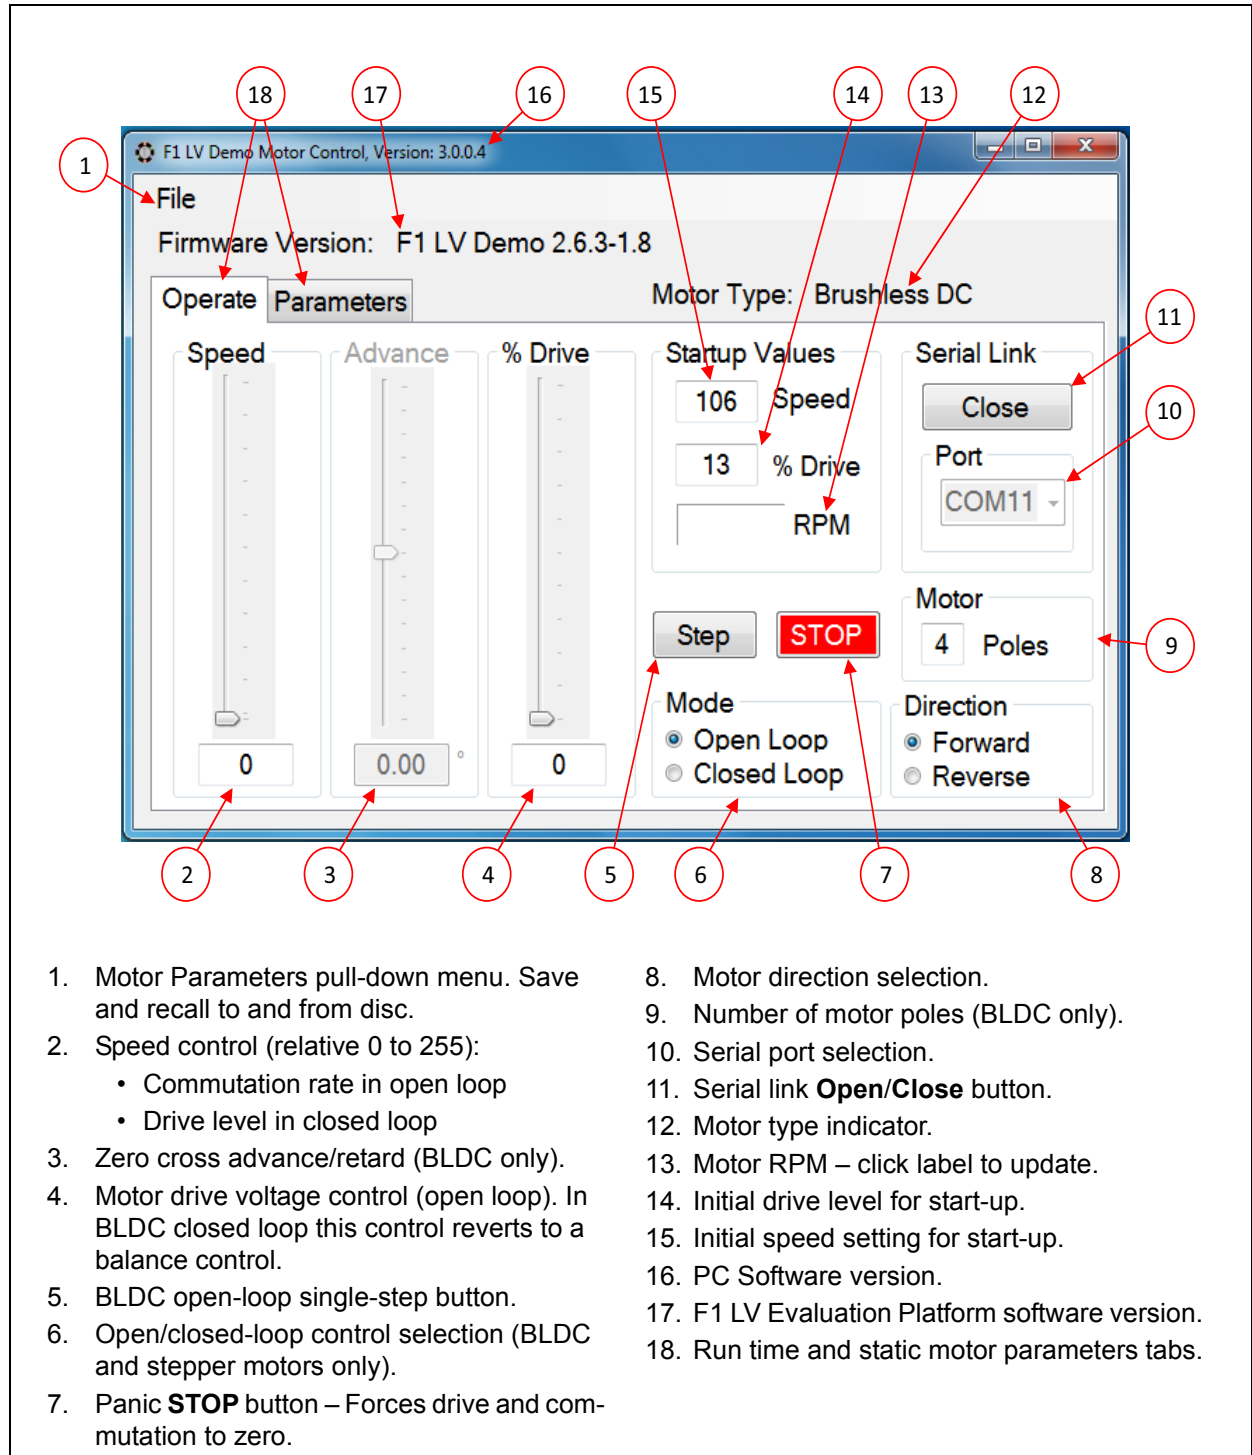 18
17
16
15
14
13
12
1
F1 LV Demo Motor Control, Version: 3.0.0.4
File
Firmware Version: F1 LV Demo 2.6.3-1.8
Operate Parameters
Motor Type: Brushless DC
11
Speed
Advance
% Drive
Startup Values
Serial Link
106 Speed
Close
10
13 % Drive
Port
COM11
RPM
Motor
Step
STOP
4 Poles
9
Mode
Direction
Open Loop
Forward
Closed Loop
Reverse
0
0.00 °
0
2
3
4
5
6
7
8
1. Motor Parameters pull-down menu. Save
and recall to and from disc.
2. Speed control (relative 0 to 255):
• Commutation rate in open loop
• Drive level in closed loop
3. Zero cross advance/retard (BLDC only).
4. Motor drive voltage control (open loop). In
BLDC closed loop this control reverts to a
balance control.
5. BLDC open-loop single-step button.
6. Open/closed-loop control selection (BLDC
and stepper motors only).
7. Panic STOP button – Forces drive and com-
mutation to zero.
8. Motor direction selection.
9. Number of motor poles (BLDC only).
10. Serial port selection.
11. Serial link Open/Close button.
12. Motor type indicator.
13. Motor RPM – click label to update.
14. Initial drive level for start-up.
15. Initial speed setting for start-up.
16. PC Software version.
17. F1 LV Evaluation Platform software version.
18. Run time and static motor parameters tabs.